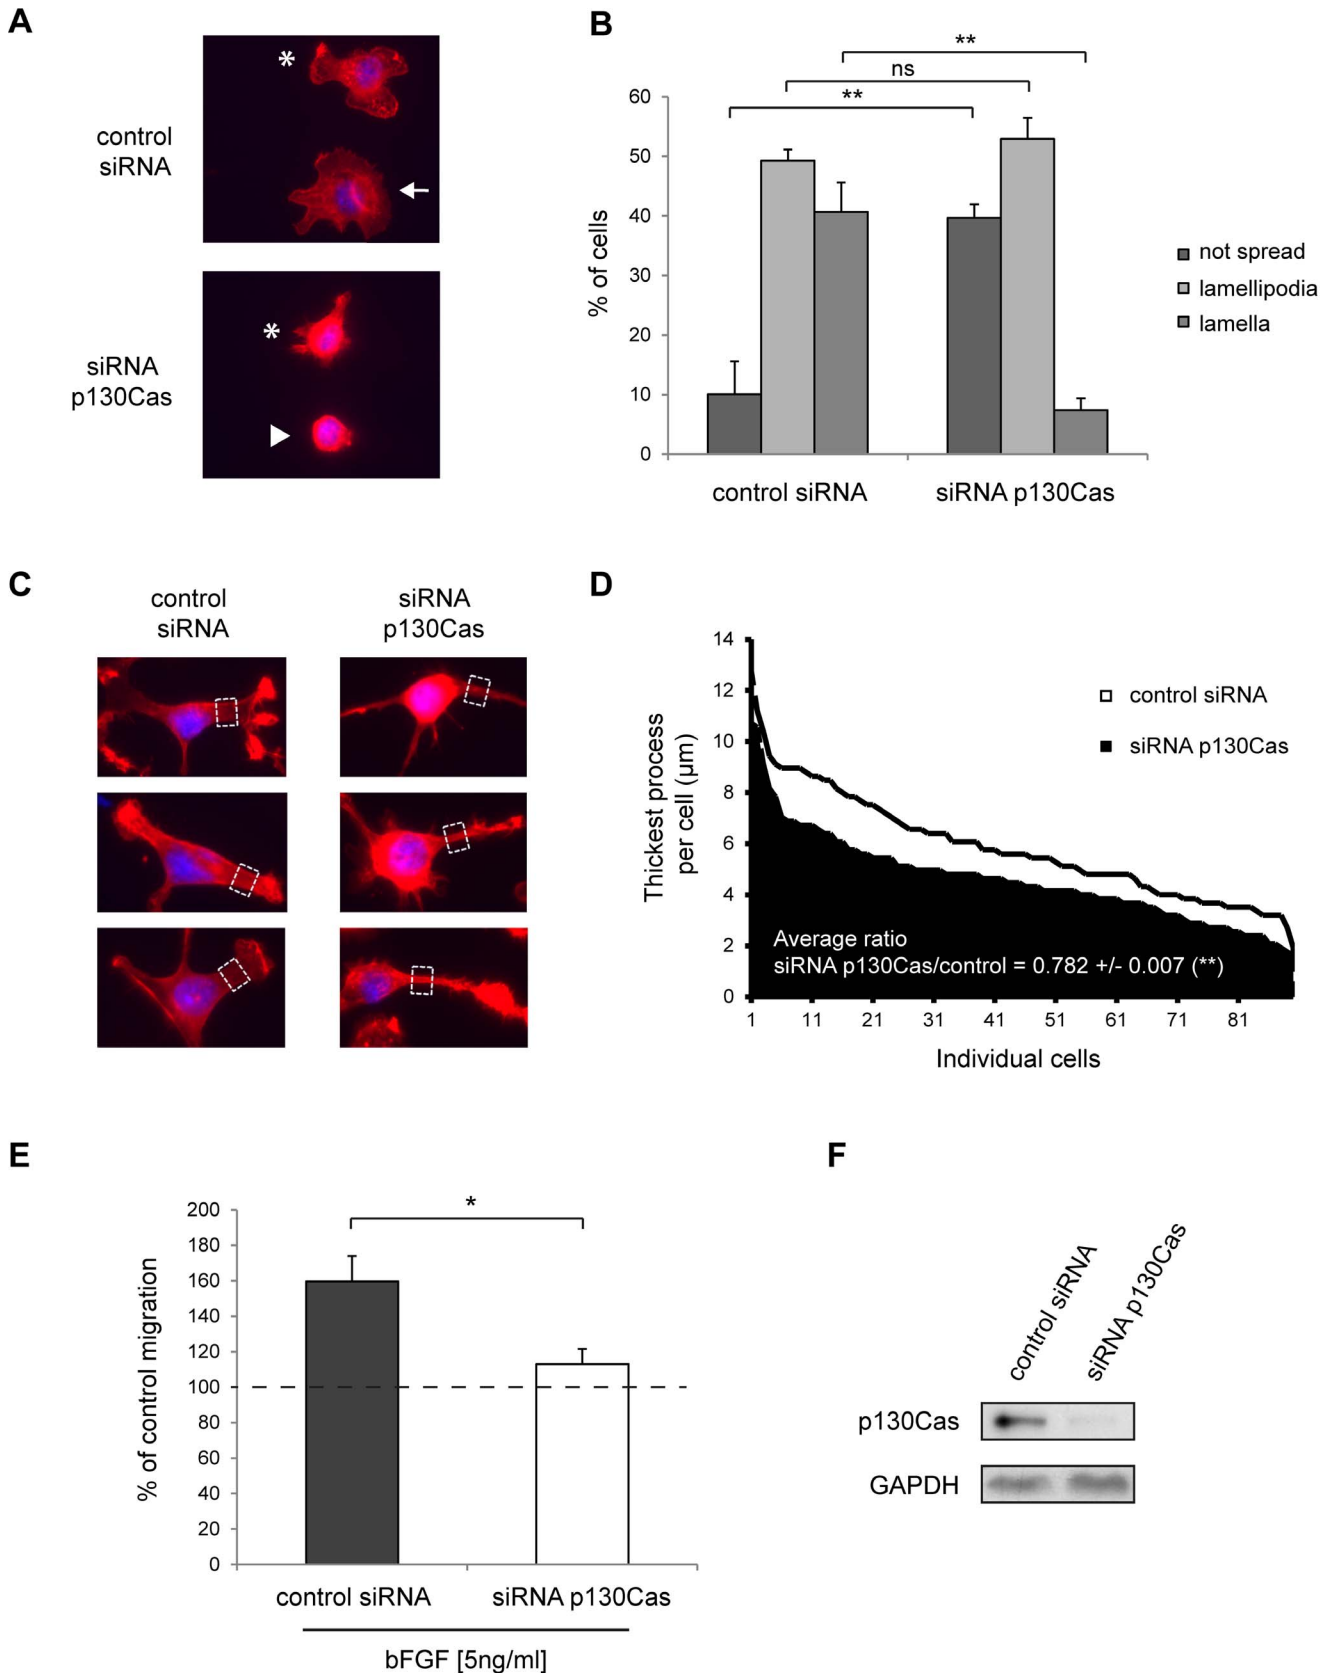 A
control
siRNA
*
siRNA
p130Cas
*
B
**
ns
**
60
50
40
30
20
10
0
% of cells
control siRNA
siRNA p130Cas
not spread
lamellipodia
lamella
C
control
siRNA
siRNA
p130Cas
D
14
12
10
8
6
4
2
0
Thickest process
per cell (µm)
control siRNA
siRNA p130Cas
Average ratio
siRNA p130Cas/control = 0.782 +/- 0.007 (**)
1 11 21 31 41 51 61 71 81
Individual cells
E
200
180
160
140
120
100
80
60
40
20
0
% of control migration
*
control siRNA
siRNA p130Cas
bFGF [5ng/ml]
F
control siRNA
siRNA p130Cas
p130Cas
GAPDH